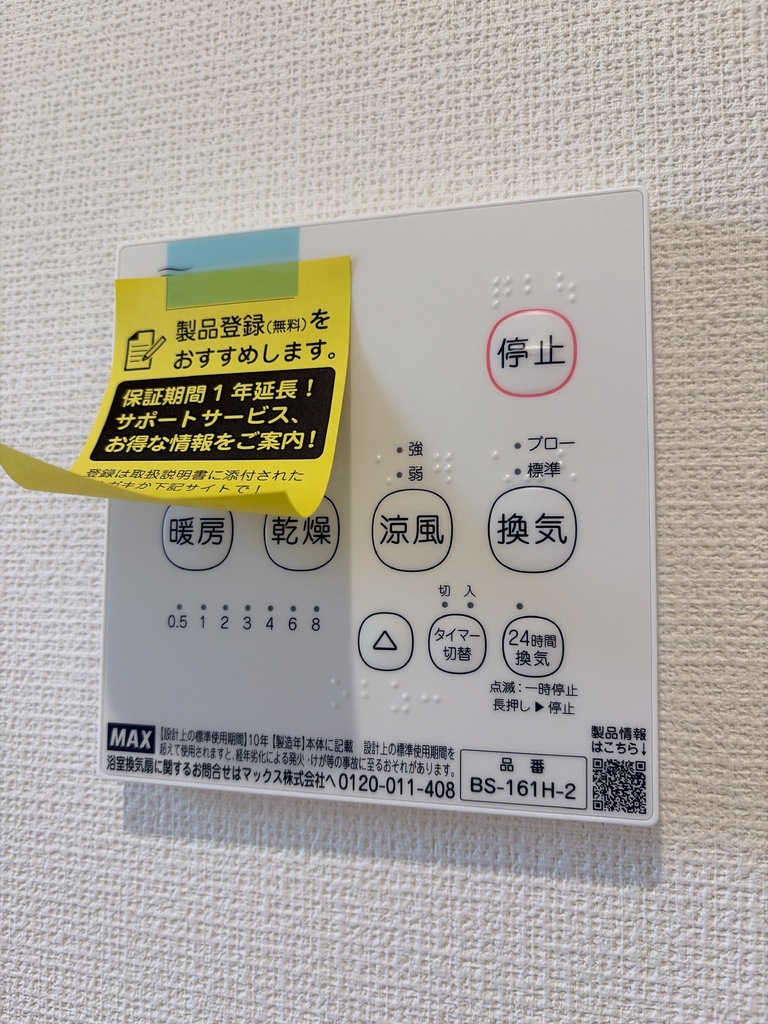 製品登録(無料)を
おすすめします。
保証期間1年延長！
サポートサービス、
お得な情報をご案内！
登録は取扱説明書に添付された
ガキか下記サイトで！
停止
強
弱
ブロー
標準
暖房
乾燥
涼風
換気
0.5 1 2 3 4 6 8
切 入
△
タイマー
切替
24時間
換気
点滅：一時停止
長押し▶停止
製品情報
はこちら↓
MAX
【設計上の標準使用期間】10年【製造年】本体に記載 設計上の標準使用期間を
超えて使用されますと、経年劣化による発火・けが等の事故に至るおそれがあります。
浴室換気扇に関するお問合せはマックス株式会社へ 0120-011-408
品番
BS-161H-2